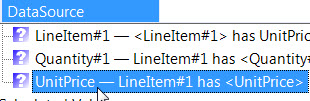 DataSource
LineItem#1 — <LineItem#1> has UnitPric
Quantity#1 — LineItem#1 has <Quantity#
UnitPrice — LineItem#1 has <UnitPrice>